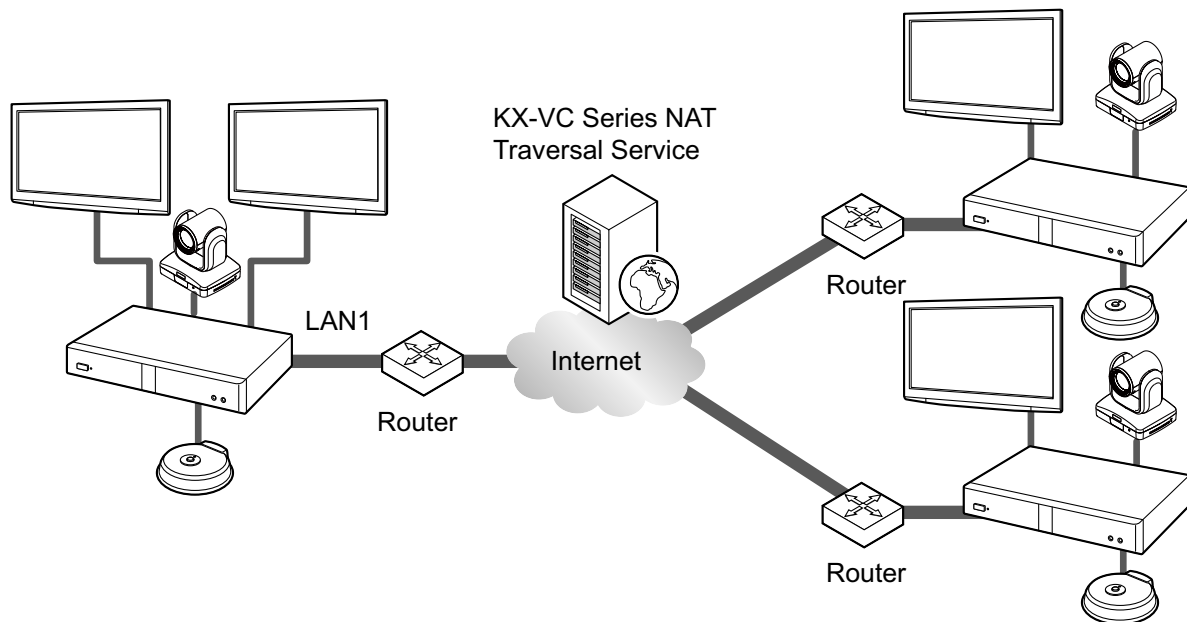 KX-VC Series NAT
Traversal Service
Router
LAN1
Internet
Router
Router